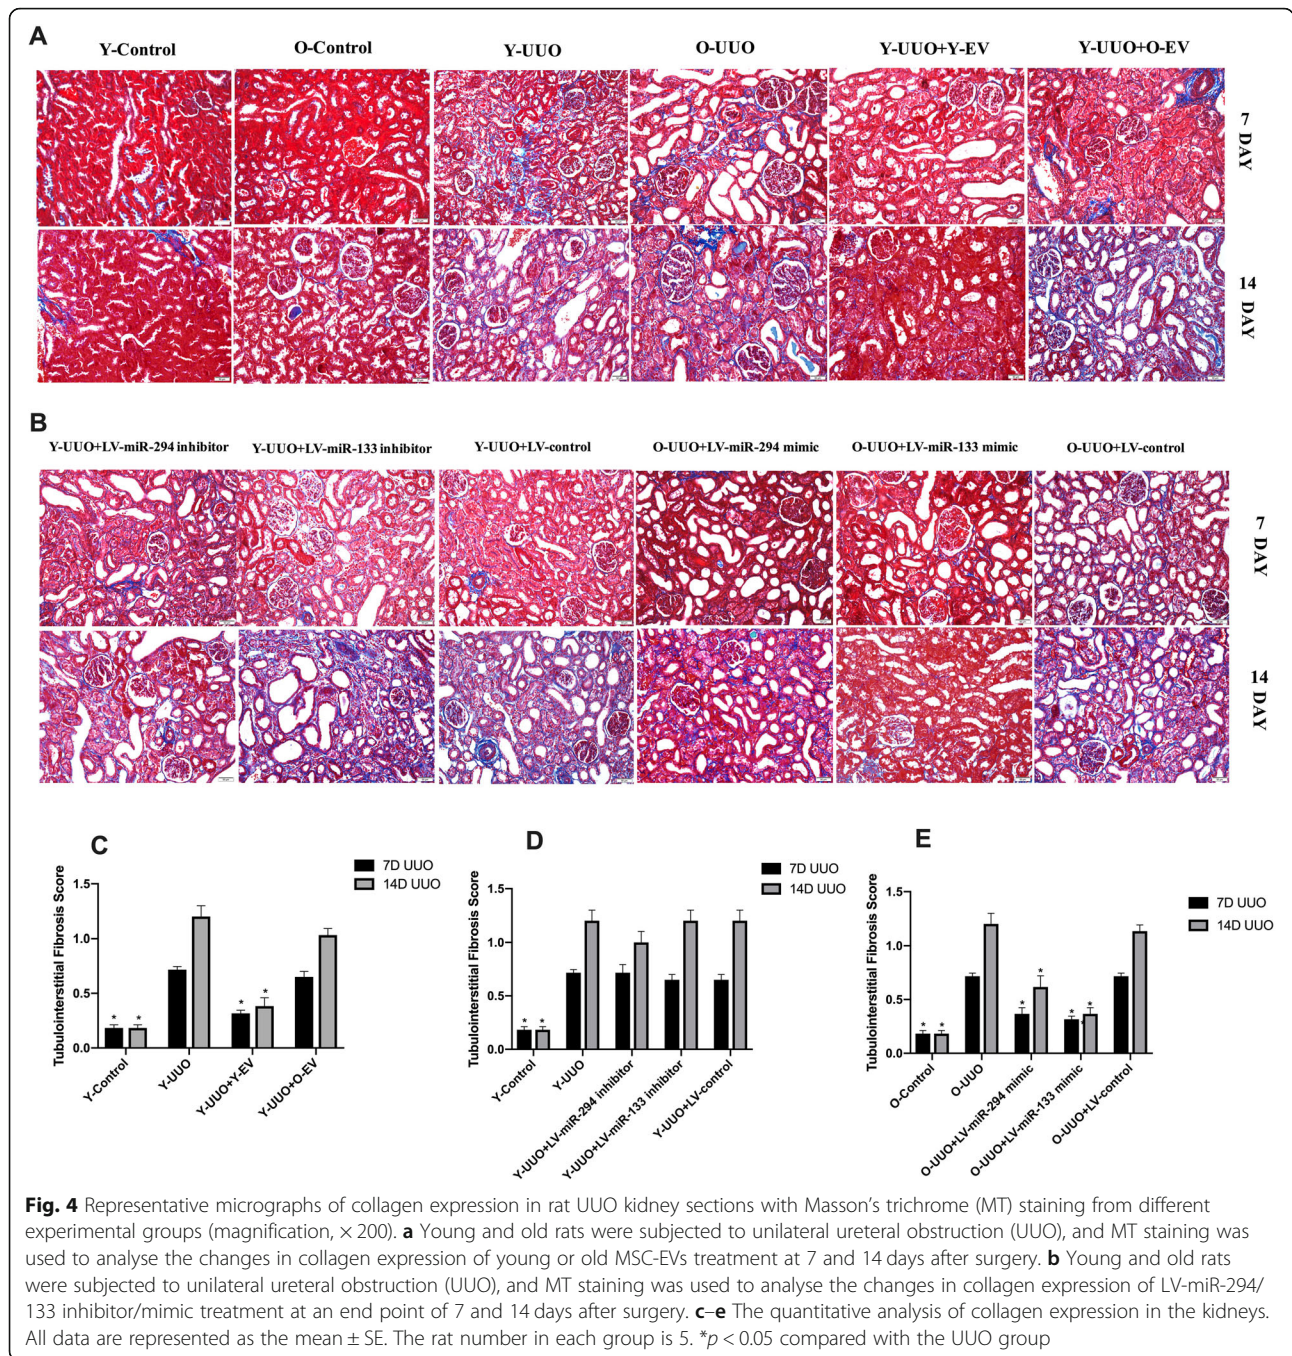 A
Y-Control O-Control Y-UUO O-UUO Y-UUO+Y-EV Y-UUO+O-EV
7 DAY
14 DAY
B
Y-UUO+LV-miR-294 inhibitor Y-UUO+LV-miR-133 inhibitor Y-UUO+LV-control O-UUO+LV-miR-294 mimic O-UUO+LV-miR-133 mimic O-UUO+LV-control
7 DAY
14 DAY
C
7D UUO
14D UUO
Tubulointerstitial Fibrosis Score
1.5
1.0
0.5
0.0
* * * *
Y-Control
Y-UUO
Y-UUO+Y-EV
Y-UUO+O-EV
D
7D UUO
14D UUO
Tubulointerstitial Fibrosis Score
1.5
1.0
0.5
0.0
* *
Y-Control
Y-UUO
Y-UUO+LV-miR-294 inhibitor
Y-UUO+LV-miR-133 inhibitor
Y-UUO+LV-control
E
7D UUO
14D UUO
Tubulointerstitial Fibrosis Score
1.5
1.0
0.5
0.0
* * * * * *
O-Control
O-UUO
O-UUO+LV-miR-294 mimic
O-UUO+LV-miR-133 mimic
O-UUO+LV-control
Fig. 4 Representative micrographs of collagen expression in rat UUO kidney sections with Masson's trichrome (MT) staining from different
experimental groups (magnification, × 200). a Young and old rats were subjected to unilateral ureteral obstruction (UUO), and MT staining was
used to analyse the changes in collagen expression of young or old MSC-EVs treatment at 7 and 14 days after surgery. b Young and old rats
were subjected to unilateral ureteral obstruction (UUO), and MT staining was used to analyse the changes in collagen expression of LV-miR-294/
133 inhibitor/mimic treatment at an end point of 7 and 14 days after surgery. c–e The quantitative analysis of collagen expression in the kidneys.
All data are represented as the mean ± SE. The rat number in each group is 5. *p < 0.05 compared with the UUO group